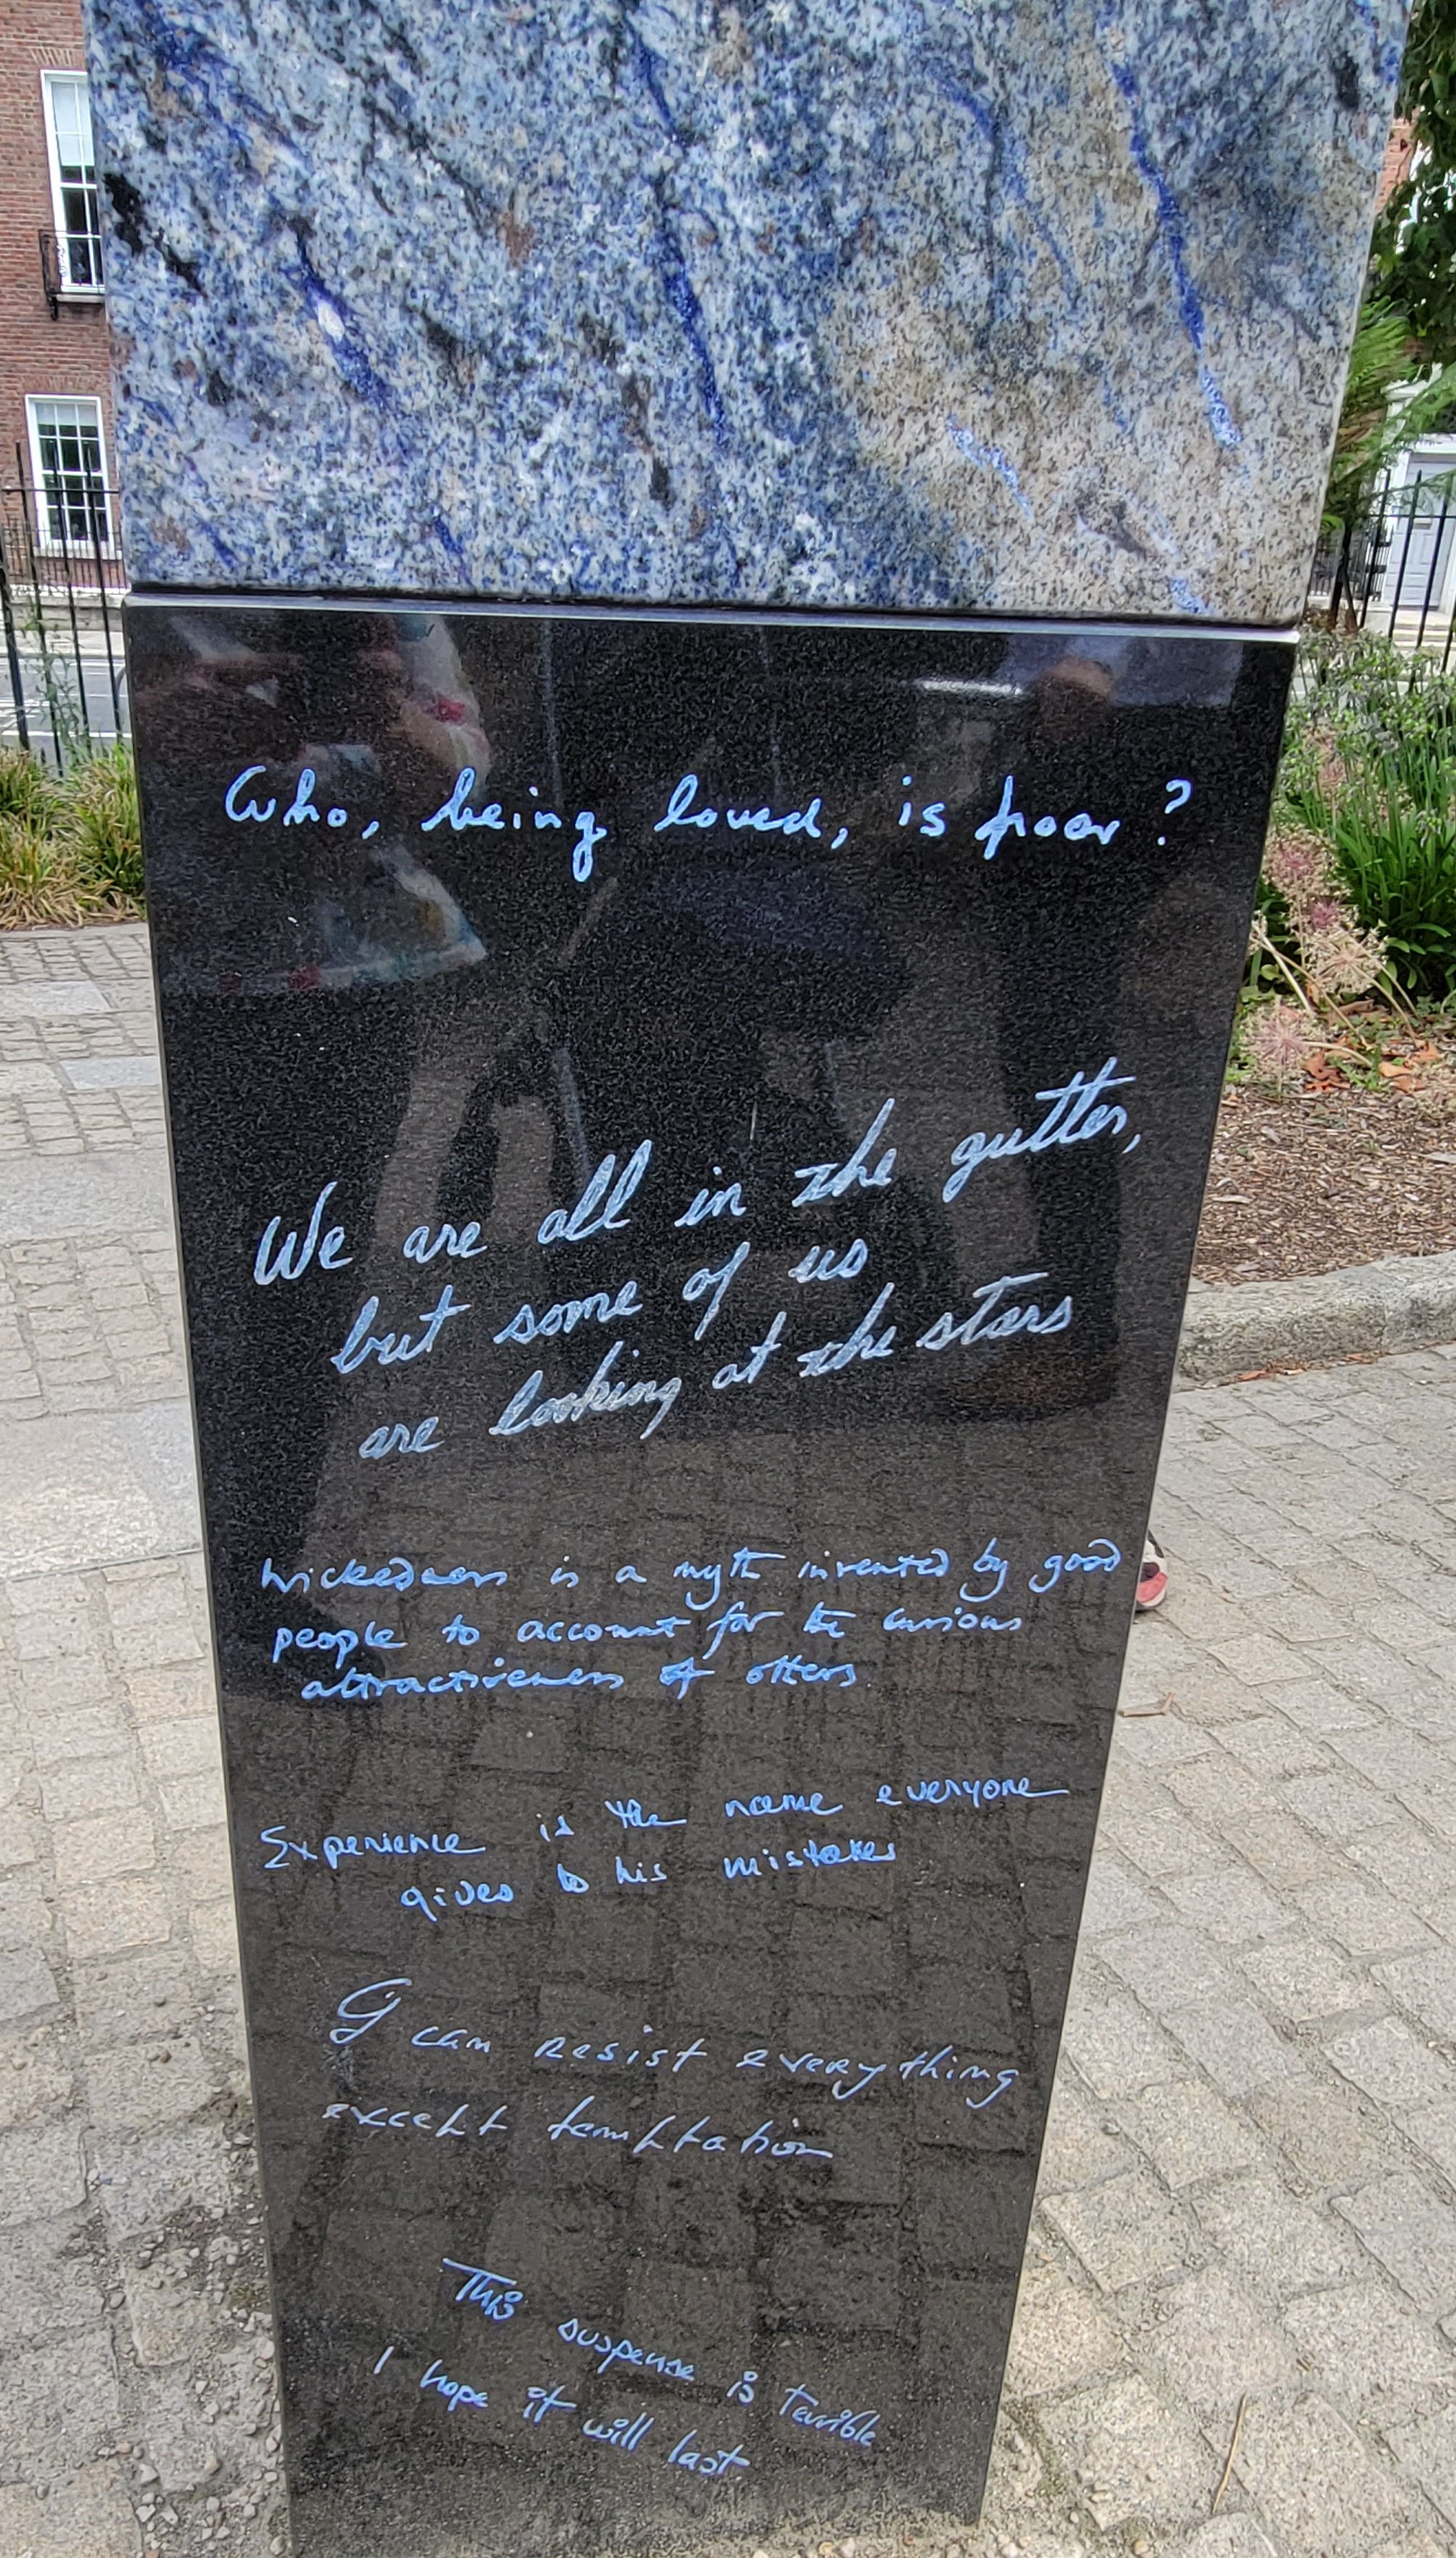 Who, being loved, is poor?
We are all in the gutter,
but some of us
are looking at the stars
Wickedness is a myth invented by good
people to account for the curious
attractiveness of others
Experience is the name everyone
gives to his mistakes
I can resist everything
except temptation
This suspense is terrible
I hope it will last